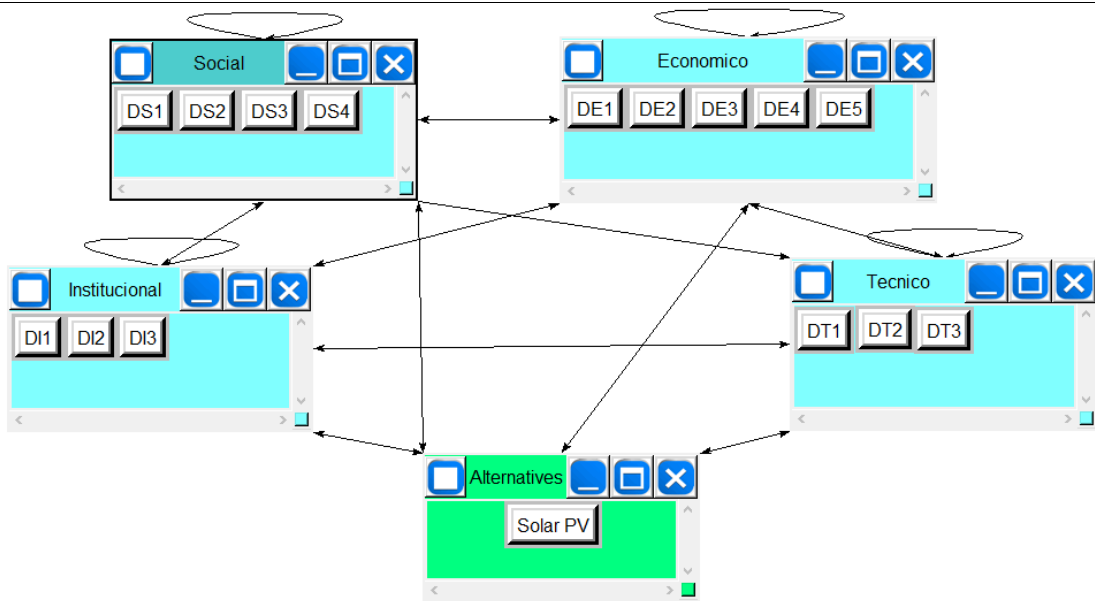 Social
DS1 DS2 DS3 DS4
Economico
DE1 DE2 DE3 DE4 DE5
Institucional
DI1 DI2 DI3
Tecnico
DT1 DT2 DT3
Alternatives
Solar PV